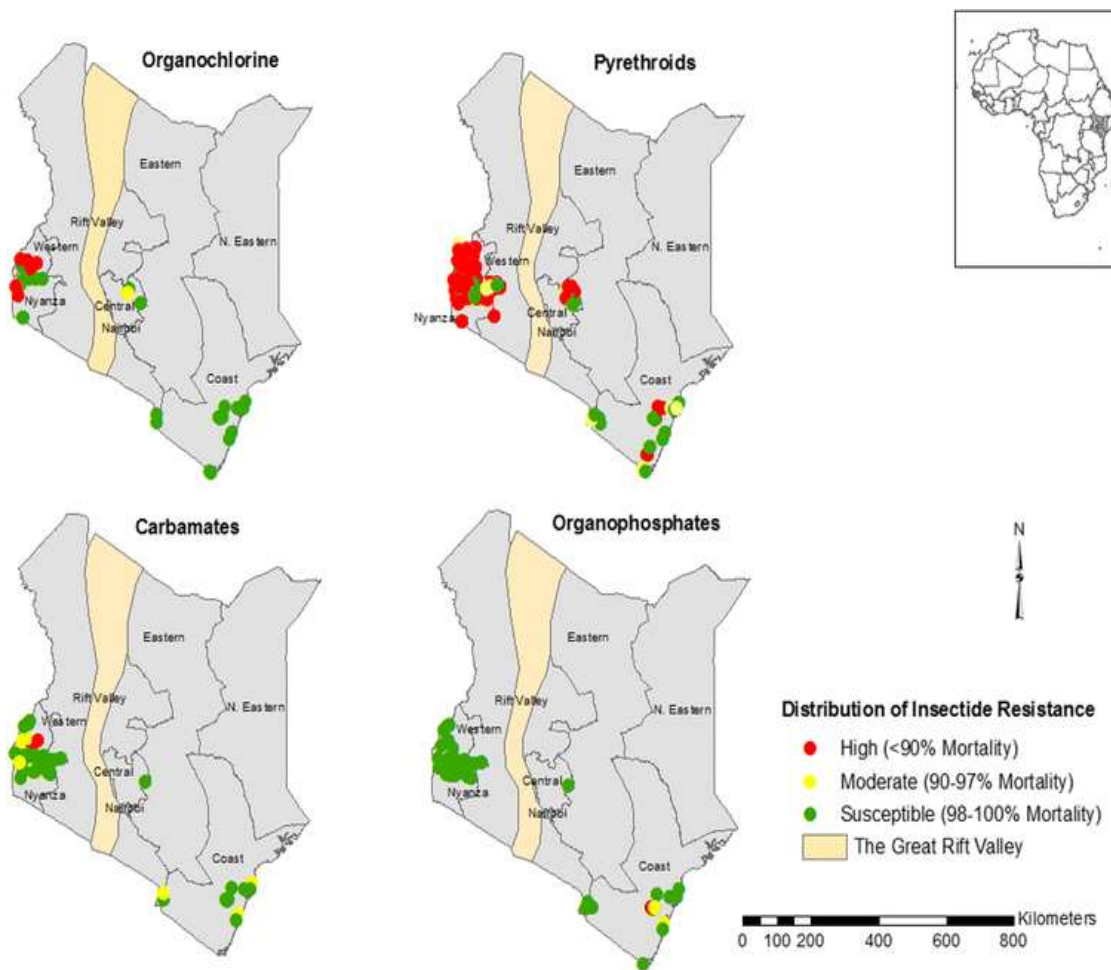 Organochlorine
Eastern
Rift Valley
N. Eastern
Western
Nyanza
Central
Nairobi
Coast
Pyrethroids
Eastern
Rift Valley
N. Eastern
Western
Nyanza
Central
Nairobi
Coast
Carbamates
Eastern
Rift Valley
N. Eastern
Western
Central
Nyanza
Nairobi
Coast
Organophosphates
Eastern
Rift Valley
N. Eastern
Western
Central
Nyanza
Nairobi
Coast
N
Distribution of Insectide Resistance
High (<90% Mortality)
Moderate (90-97% Mortality)
Susceptible (98-100% Mortality)
The Great Rift Valley
Kilometers
0 100 200 400 600 800